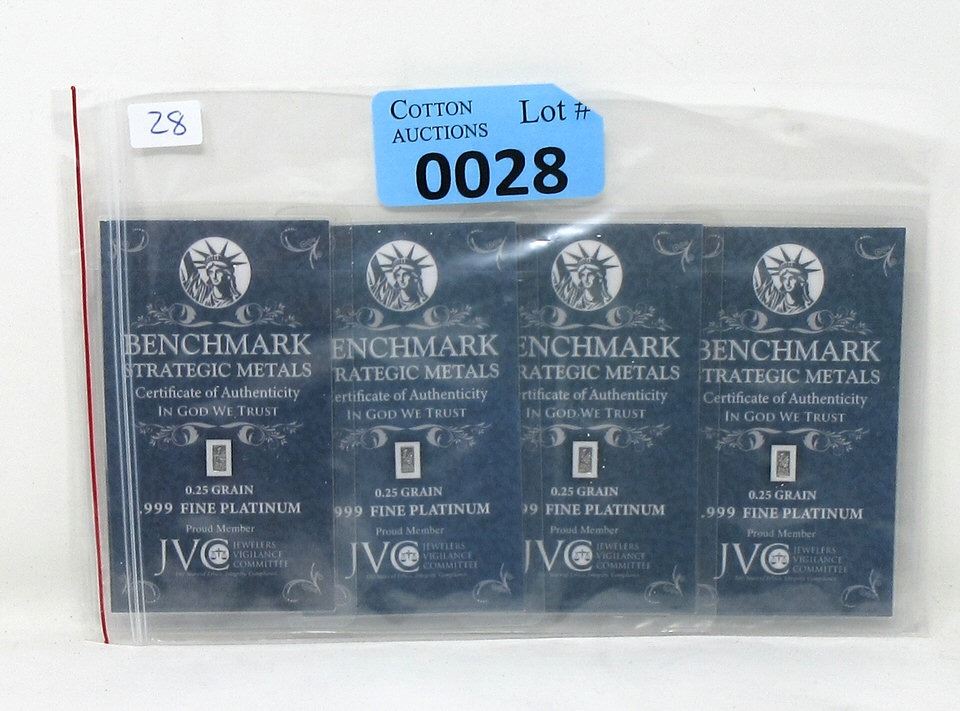 28
COTTON AUCTIONS
Lot #
0028
BENCHMARK
STRATEGIC METALS
Certificate of Authenticity
IN GOD WE TRUST
0.25 GRAIN
.999 FINE PLATINUM
Proud Member
JVC JEWELERS VIGILANCE COMMITTEE
ENCHMARK
RATEGIC METALS
ertificate of Authenticity
IN GOD WE TRUST
0.25 GRAIN
999 FINE PLATINUM
Proud Member
JVC JEWELERS VIGILANCE COMMITTEE
ENCHMARK
RATEGIC METALS
rtificate of Authenticity
IN GOD WE TRUST
0.25 GRAIN
99 FINE PLATINUM
Proud Member
JVC JEWELERS VIGILANCE COMMITTEE
BENCHMARK
TRATEGIC METALS
Certificate of Authenticity
IN GOD WE TRUST
0.25 GRAIN
.999 FINE PLATINUM
Proud Member
JVC JEWELERS VIGILANCE COMMITTEE